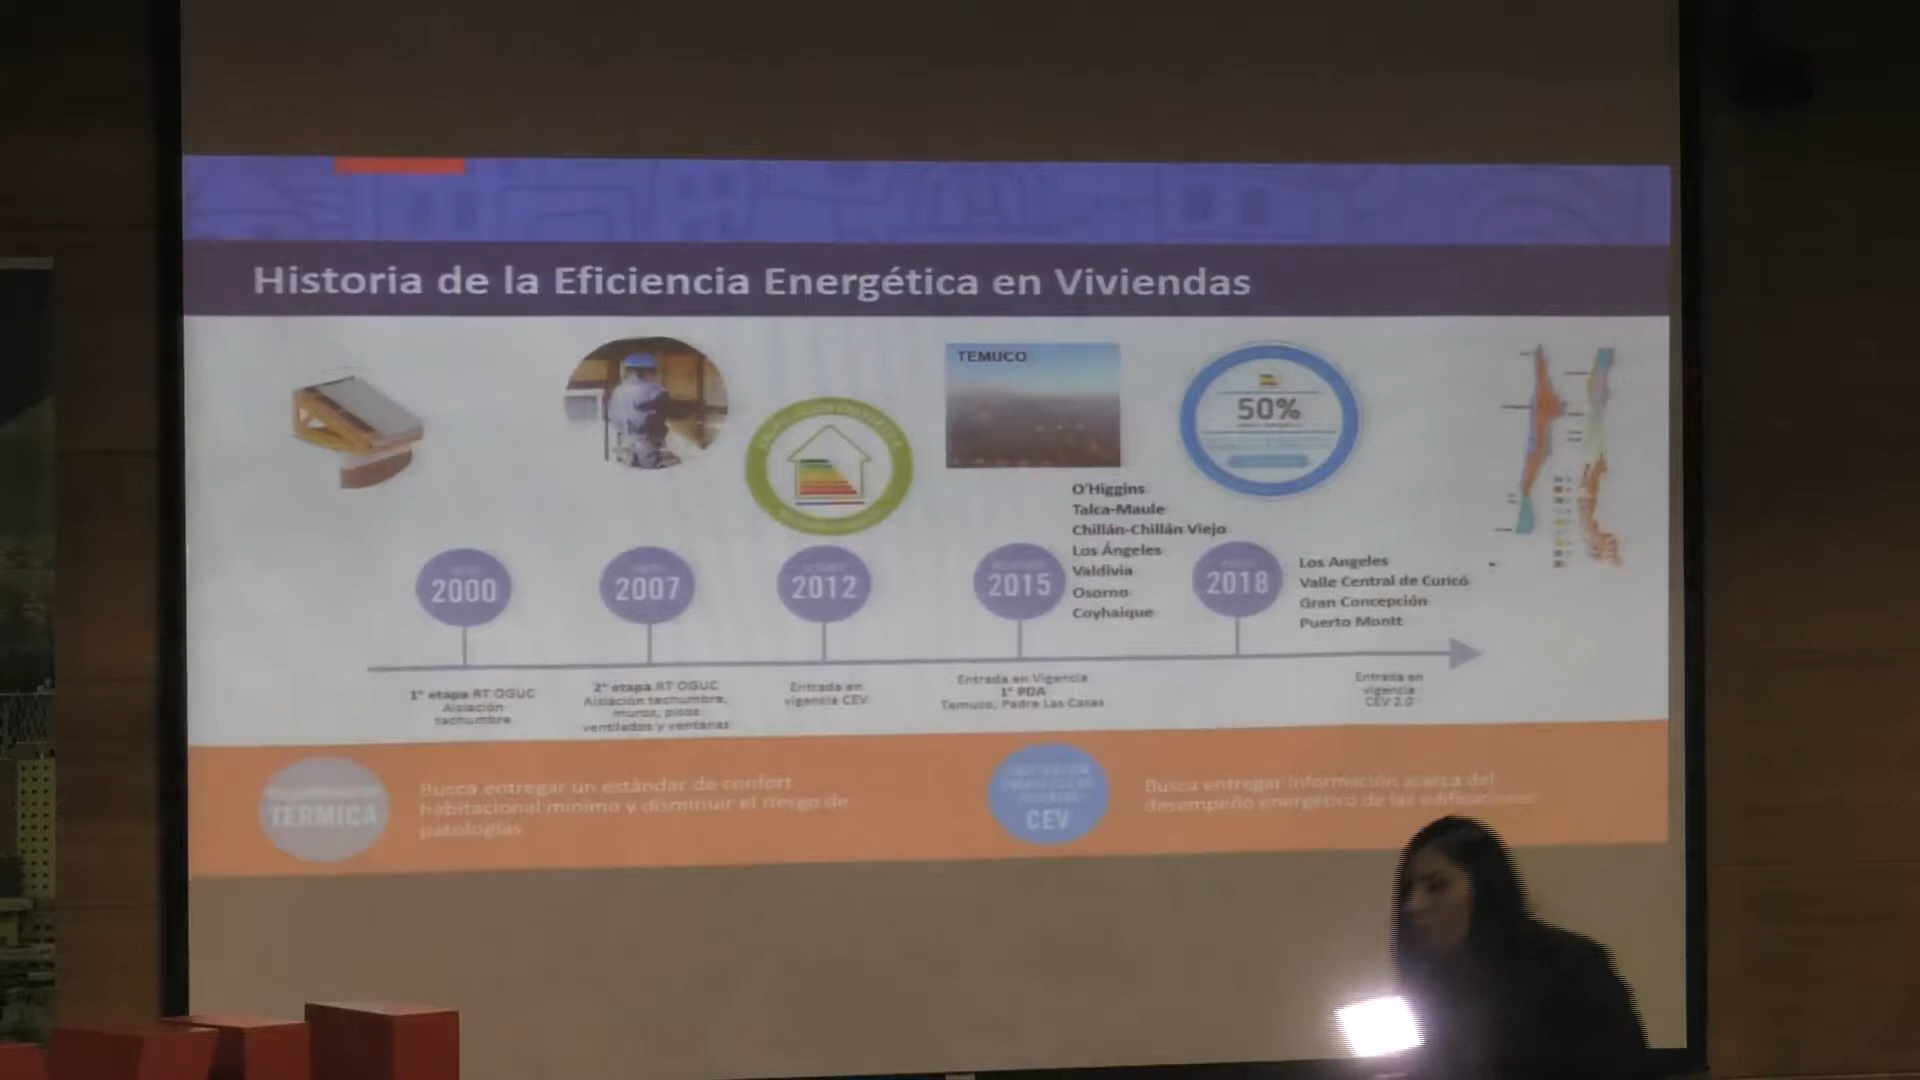 Historia de la Eficiencia Energética en Viviendas
TEMUCO
50%
O'Higgins
Talca-Maule
Chillán-Chillán Viejo
Los Ángeles
Valdivia
Osorno
Coyhaique
Los Angeles
Valle Central de Curicó
Gran Concepción
Puerto Montt
2000
2007
2012
2015
2018
1° etapa RT OGUC
Aislación
techumbre
2° etapa RT OGUC
Aislación techumbre,
muros, pisos
ventilados y ventanas
Entrada en
vigencia CEV
Entrada en Vigencia
1° PDA
Temuco, Padre Las Casas
Entrada en
vigencia
CEV 2.0
TÉRMICA
Busca entregar un estándar de confort
habitacional mínimo y disminuir el riesgo de
patologías
CEV
Busca entregar información acerca del
desempeño energético de las edificaciones